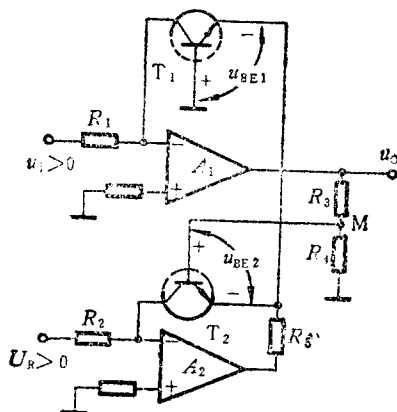 T₁
−
+
u_BE1
R₁
u_i>0
−
A₁
+
u_o
R₃
M
R₄
+
u_BE2
−
R₂
T₂
R₅
U_R>0
−
A₂
+